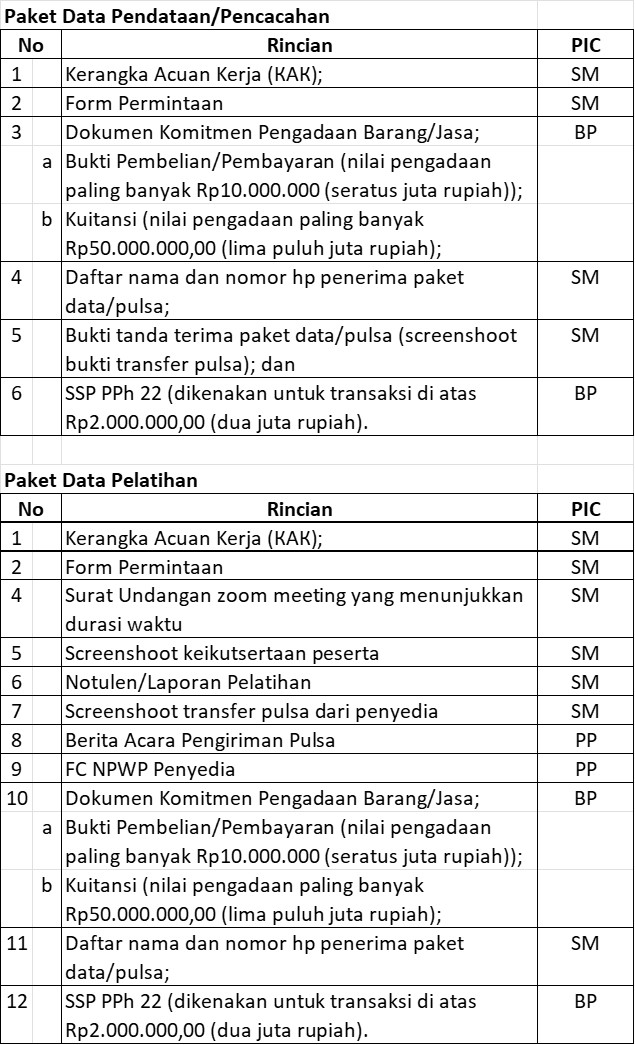 Paket Data Pendataan/Pencacahan
No Rincian PIC
1 Kerangka Acuan Kerja (KAK); SM
2 Form Permintaan SM
3 Dokumen Komitmen Pengadaan Barang/Jasa; BP
a Bukti Pembelian/Pembayaran (nilai pengadaan
paling banyak Rp10.000.000 (seratus juta rupiah));
b Kuitansi (nilai pengadaan paling banyak
Rp50.000.000,00 (lima puluh juta rupiah);
4 Daftar nama dan nomor hp penerima paket SM
data/pulsa;
5 Bukti tanda terima paket data/pulsa (screenshoot SM
bukti transfer pulsa); dan
6 SSP PPh 22 (dikenakan untuk transaksi di atas BP
Rp2.000.000,00 (dua juta rupiah).
Paket Data Pelatihan
No Rincian PIC
1 Kerangka Acuan Kerja (KAK); SM
2 Form Permintaan SM
4 Surat Undangan zoom meeting yang menunjukkan SM
durasi waktu
5 Screenshoot keikutsertaan peserta SM
6 Notulen/Laporan Pelatihan SM
7 Screenshoot transfer pulsa dari penyedia SM
8 Berita Acara Pengiriman Pulsa PP
9 FC NPWP Penyedia PP
10 Dokumen Komitmen Pengadaan Barang/Jasa; BP
a Bukti Pembelian/Pembayaran (nilai pengadaan
paling banyak Rp10.000.000 (seratus juta rupiah));
b Kuitansi (nilai pengadaan paling banyak
Rp50.000.000,00 (lima puluh juta rupiah);
11 Daftar nama dan nomor hp penerima paket SM
data/pulsa;
12 SSP PPh 22 (dikenakan untuk transaksi di atas BP
Rp2.000.000,00 (dua juta rupiah).